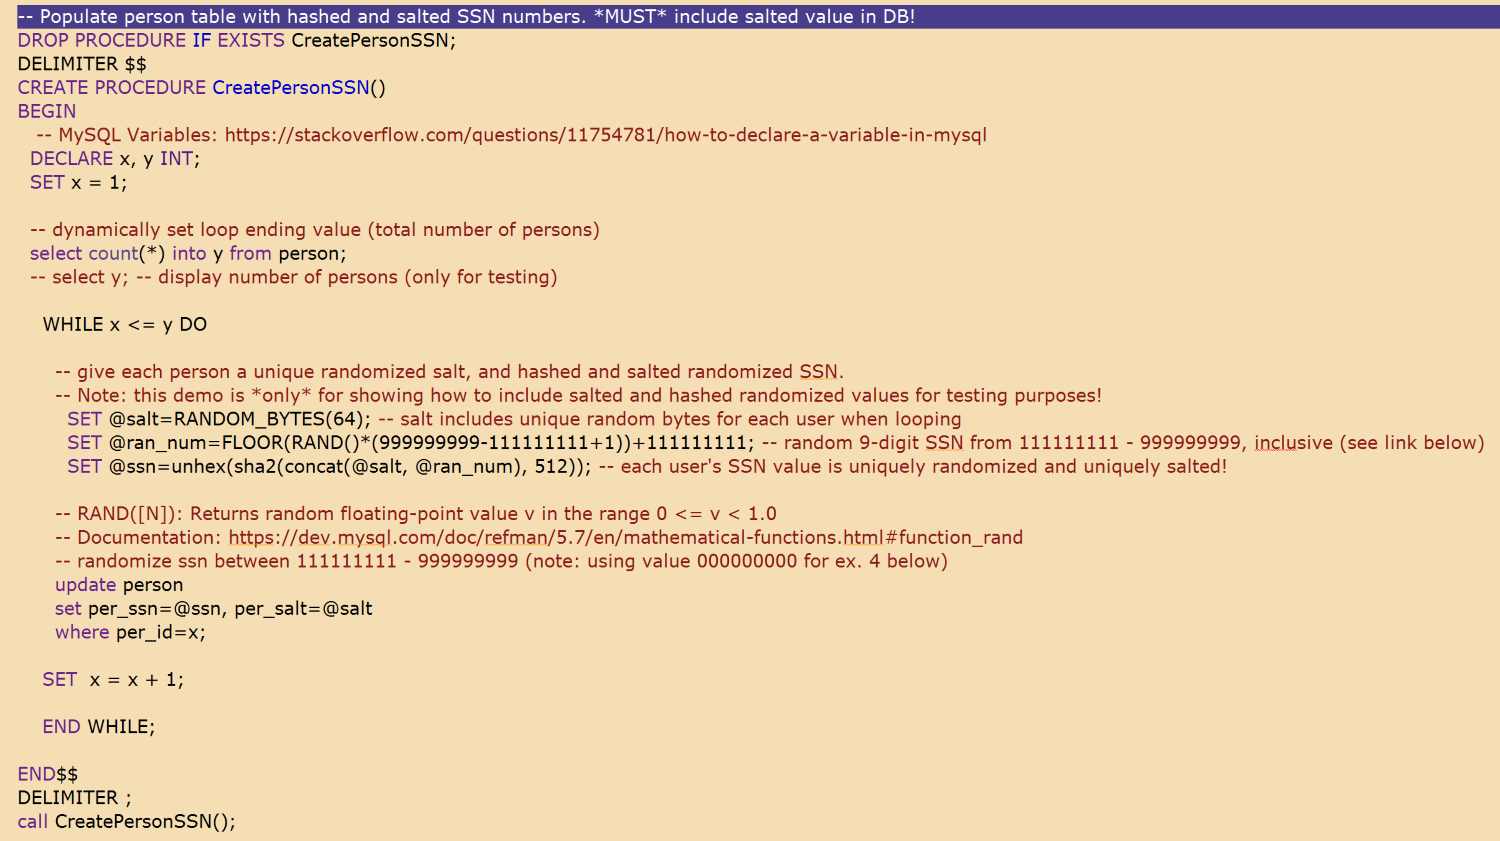 -- Populate person table with hashed and salted SSN numbers. *MUST* include salted value in DB!
DROP PROCEDURE IF EXISTS CreatePersonSSN;
DELIMITER $$
CREATE PROCEDURE CreatePersonSSN()
BEGIN
-- MySQL Variables: https://stackoverflow.com/questions/11754781/how-to-declare-a-variable-in-mysql
DECLARE x, y INT;
SET x = 1;
-- dynamically set loop ending value (total number of persons)
select count(*) into y from person;
-- select y; -- display number of persons (only for testing)
WHILE x <= y DO
-- give each person a unique randomized salt, and hashed and salted randomized SSN.
-- Note: this demo is *only* for showing how to include salted and hashed randomized values for testing purposes!
SET @salt=RANDOM_BYTES(64); -- salt includes unique random bytes for each user when looping
SET @ran_num=FLOOR(RAND()*(999999999-111111111+1))+111111111; -- random 9-digit SSN from 111111111 - 999999999, inclusive (see link below)
SET @ssn=unhex(sha2(concat(@salt, @ran_num), 512)); -- each user's SSN value is uniquely randomized and uniquely salted!
-- RAND([N]): Returns random floating-point value v in the range 0 <= v < 1.0
-- Documentation: https://dev.mysql.com/doc/refman/5.7/en/mathematical-functions.html#function_rand
-- randomize ssn between 111111111 - 999999999 (note: using value 000000000 for ex. 4 below)
update person
set per_ssn=@ssn, per_salt=@salt
where per_id=x;
SET  x = x + 1;
END WHILE;
END$$
DELIMITER ;
call CreatePersonSSN();